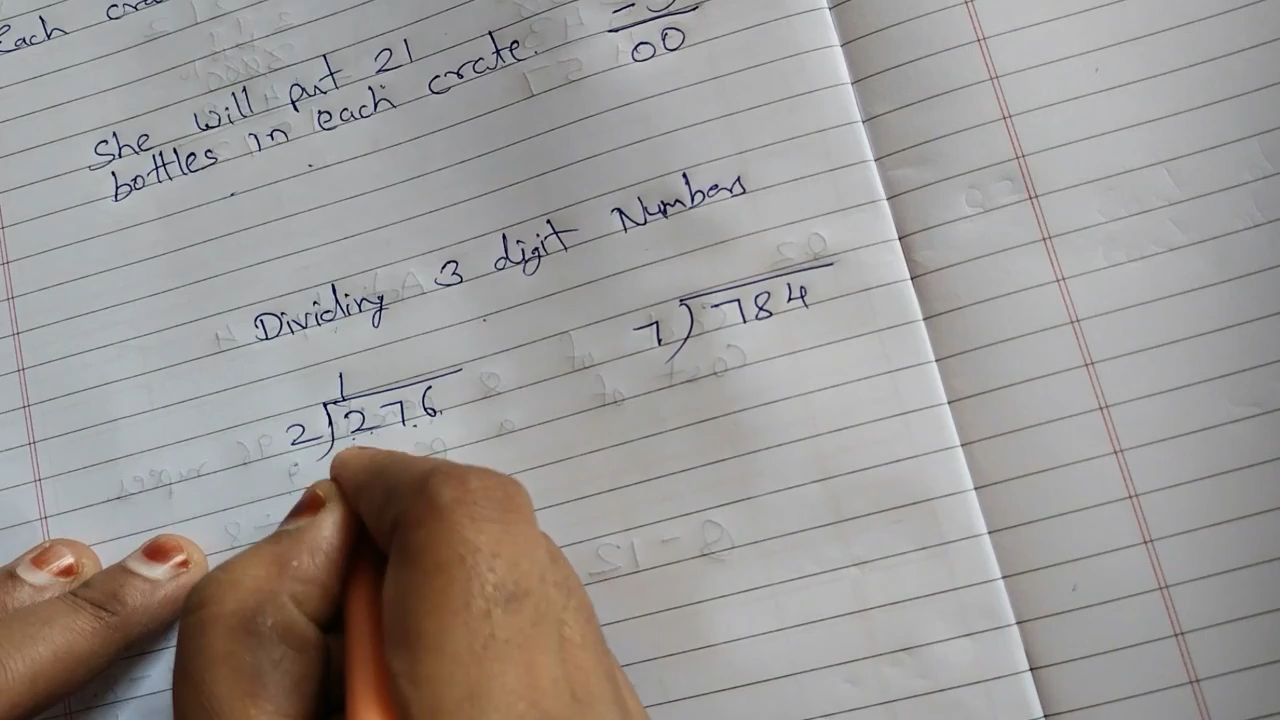 Each
She will put 21
bottles in each crate.
00
Dividing 3 digit Numbers
1
2)276
7)784